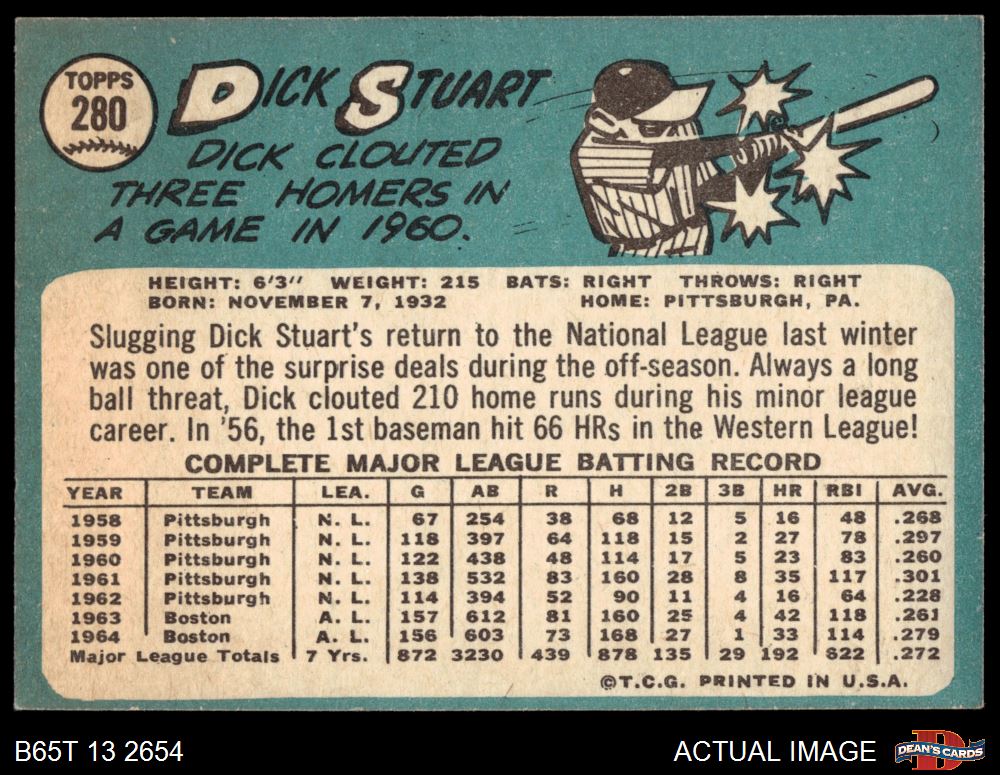 TOPPS
280
DICK STUART
DICK CLOUTED
THREE HOMERS IN
A GAME IN 1960.
HEIGHT: 6'3" WEIGHT: 215 BATS: RIGHT THROWS: RIGHT
BORN: NOVEMBER 7, 1932 HOME: PITTSBURGH, PA.
Slugging Dick Stuart's return to the National League last winter
was one of the surprise deals during the off-season. Always a long
ball threat, Dick clouted 210 home runs during his minor league
career. In '56, the 1st baseman hit 66 HRs in the Western League!
COMPLETE MAJOR LEAGUE BATTING RECORD
YEAR TEAM LEA. G AB R H 2B 3B HR RBI AVG.
1958 Pittsburgh N. L. 67 254 38 68 12 5 16 48 .268
1959 Pittsburgh N. L. 118 397 64 118 15 2 27 78 .297
1960 Pittsburgh N. L. 122 438 48 114 17 5 23 83 .260
1961 Pittsburgh N. L. 138 532 83 160 28 8 35 117 .301
1962 Pittsburgh N. L. 114 394 52 90 11 4 16 64 .228
1963 Boston A. L. 157 612 81 160 25 4 42 118 .261
1964 Boston A. L. 156 603 73 168 27 1 33 114 .279
Major League Totals 7 Yrs. 872 3230 439 878 135 29 192 622 .272
©T.C.G. PRINTED IN U.S.A.
B65T 13 2654 ACTUAL IMAGE DEAN'S CARDS